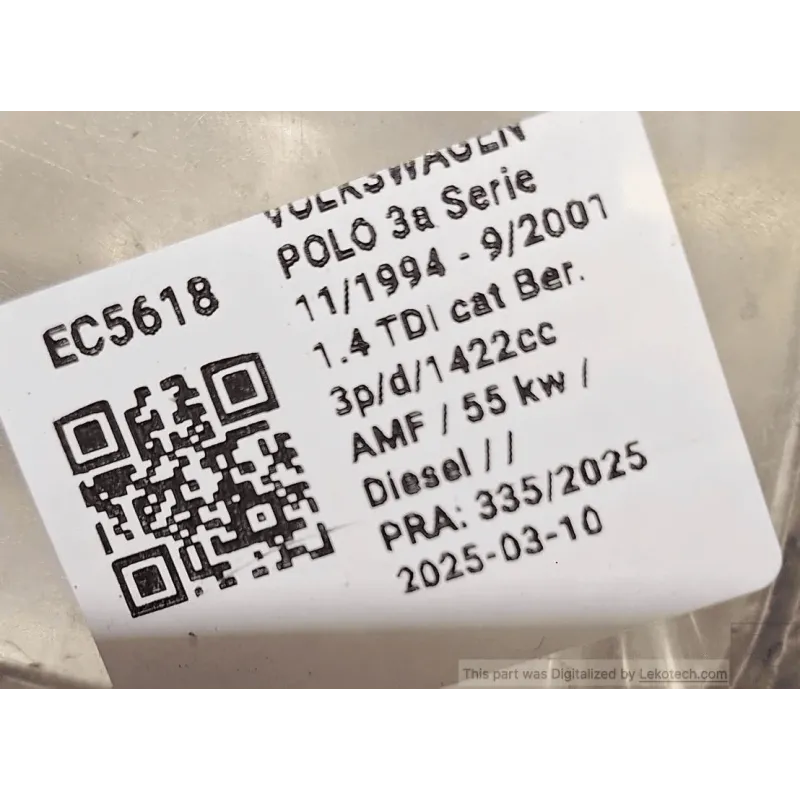 EC5618
VOLKSWAGEN
POLO 3a Serie
11/1994 - 9/2001
1.4 TDI cat Ber.
3p/d/1422cc
AMF / 55 kw /
Diesel / /
PRA: 335/2025
2025-03-10
This part was Digitalized by Lekotech.com